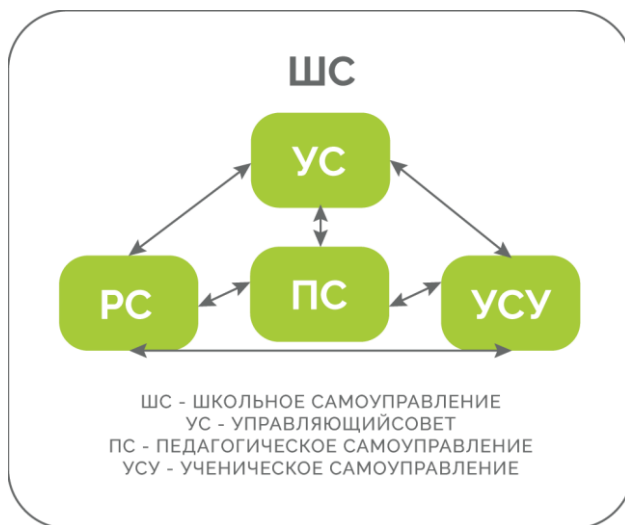 ШС
УС
РС
ПС
УСУ
ШС - ШКОЛЬНОЕ САМОУПРАВЛЕНИЕ
УС - УПРАВЛЯЮЩИЙСОВЕТ
ПС - ПЕДАГОГИЧЕСКОЕ САМОУПРАВЛЕНИЕ
УСУ - УЧЕНИЧЕСКОЕ САМОУПРАВЛЕНИЕ